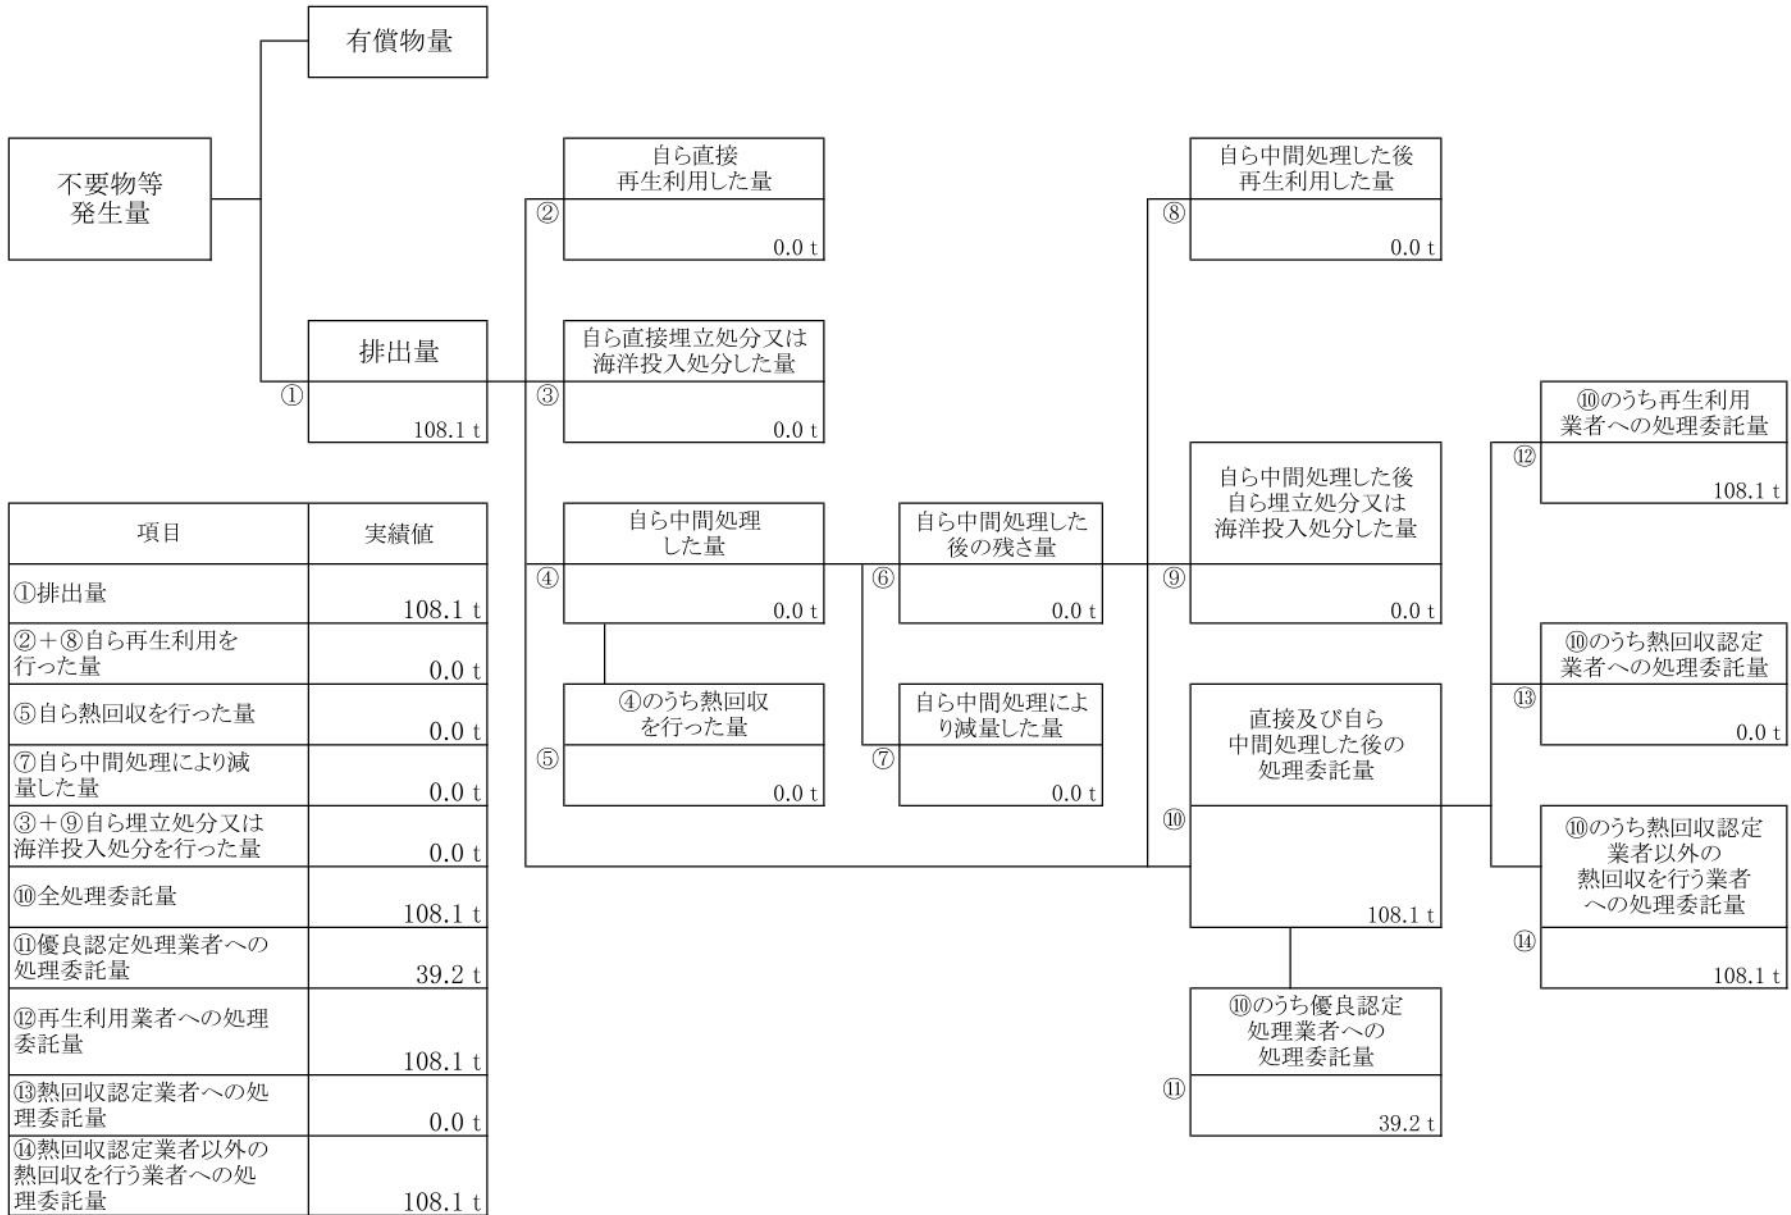 有償物量
不要物等
発生量
自ら直接
再生利用した量
②
0.0 t
自ら中間処理した後
再生利用した量
⑧
0.0 t
排出量
①
108.1 t
自ら直接埋立処分又は
海洋投入処分した量
③
0.0 t
⑩のうち再生利用
業者への処理委託量
⑫
108.1 t
自ら中間処理した後
自ら埋立処分又は
海洋投入処分した量
⑨
0.0 t
自ら中間処理
した量
④
0.0 t
自ら中間処理した
後の残さ量
⑥
0.0 t
⑩のうち熱回収認定
業者への処理委託量
⑬
0.0 t
④のうち熱回収
を行った量
⑤
0.0 t
自ら中間処理によ
り減量した量
⑦
0.0 t
直接及び自ら
中間処理した後の
処理委託量
⑩
108.1 t
⑩のうち熱回収認定
業者以外の
熱回収を行う業者
への処理委託量
⑭
108.1 t
⑩のうち優良認定
処理業者への
処理委託量
⑪
39.2 t
項目 実績値
①排出量
108.1 t
②+⑧自ら再生利用を
行った量
0.0 t
⑤自ら熱回収を行った量
0.0 t
⑦自ら中間処理により減
量した量
0.0 t
③+⑨自ら埋立処分又は
海洋投入処分を行った量
0.0 t
⑩全処理委託量
108.1 t
⑪優良認定処理業者への
処理委託量
39.2 t
⑫再生利用業者への処理
委託量
108.1 t
⑬熱回収認定業者への処
理委託量
0.0 t
⑭熱回収認定業者以外の
熱回収を行う業者への処
理委託量
108.1 t